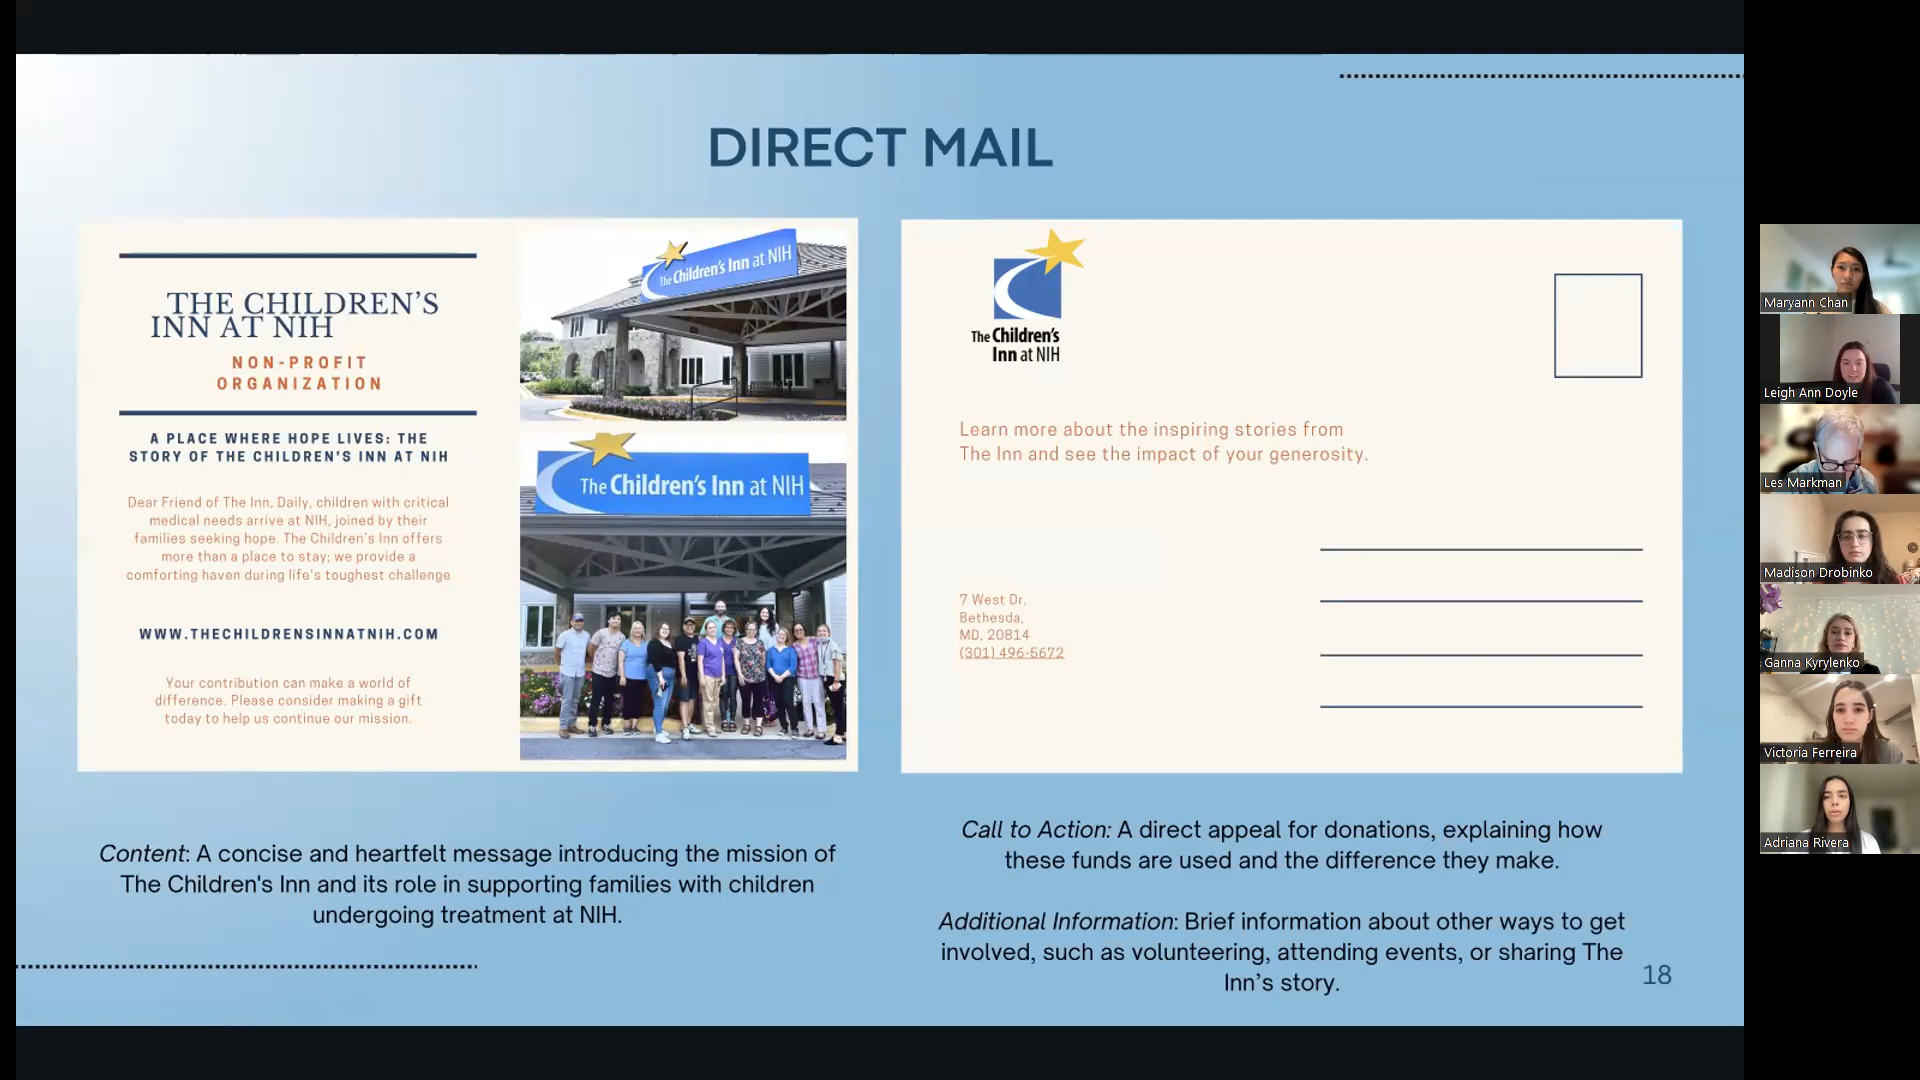 DIRECT MAIL
THE CHILDREN'S
INN AT NIH
NON-PROFIT
ORGANIZATION
A PLACE WHERE HOPE LIVES: THE
STORY OF THE CHILDREN'S INN AT NIH
Dear Friend of The Inn, Daily, children with critical
medical needs arrive at NIH, joined by their
families seeking hope. The Children's Inn offers
more than a place to stay; we provide a
comforting haven during life's toughest challenge
WWW.THECHILDRENSINNATNIH.COM
Your contribution can make a world of
difference. Please consider making a gift
today to help us continue our mission.
The Children's Inn at NIH
The Children's Inn at NIH
The Children's
Inn at NIH
Learn more about the inspiring stories from
The Inn and see the impact of your generosity.
7 West Dr,
Bethesda,
MD, 20814
(301) 496-5672
Content: A concise and heartfelt message introducing the mission of
The Children's Inn and its role in supporting families with children
undergoing treatment at NIH.
Call to Action: A direct appeal for donations, explaining how
these funds are used and the difference they make.
Additional Information: Brief information about other ways to get
involved, such as volunteering, attending events, or sharing The
Inn's story.
18
Maryann Chan
Leigh Ann Doyle
Les Markman
Madison Drobinko
Ganna Kyrylenko
Victoria Ferreira
Adriana Rivera